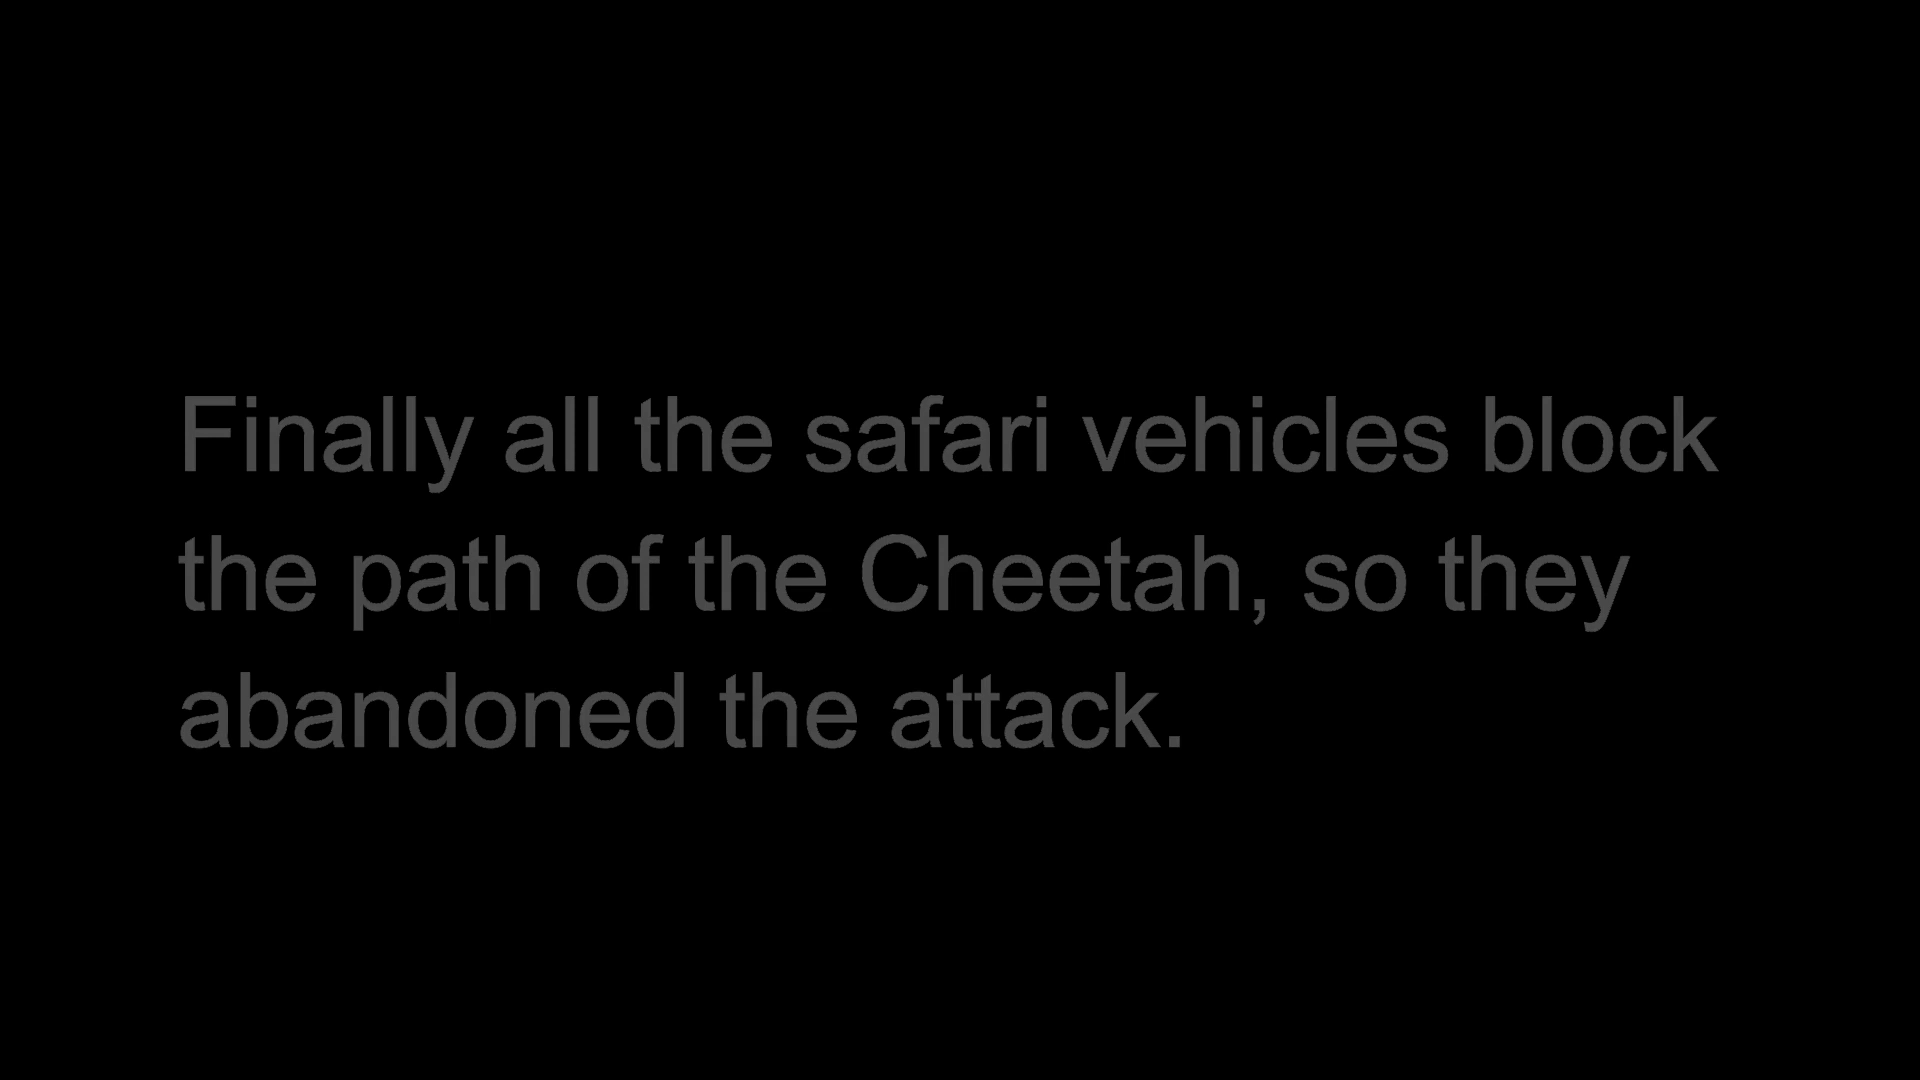 Finally all the safari vehicles block
the path of the Cheetah, so they
abandoned the attack.